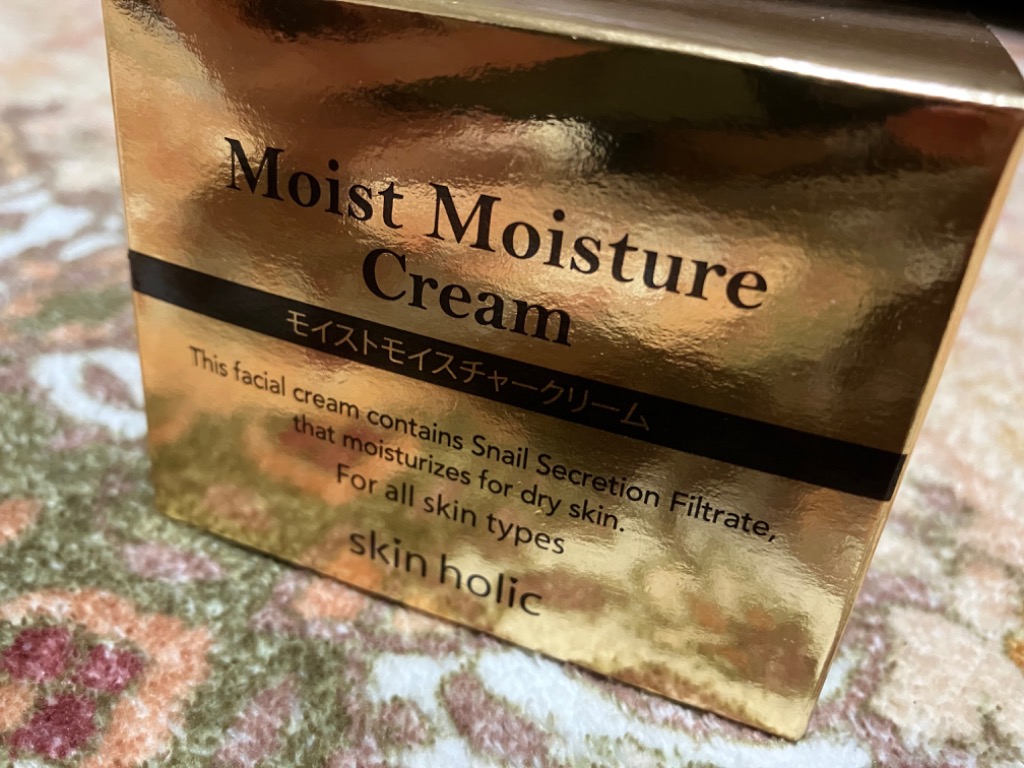 Moist Moisture
Cream
モイストモイスチャークリーム
This facial cream contains Snail Secretion Filtrate,
that moisturizes for dry skin.
For all skin types
skin holic